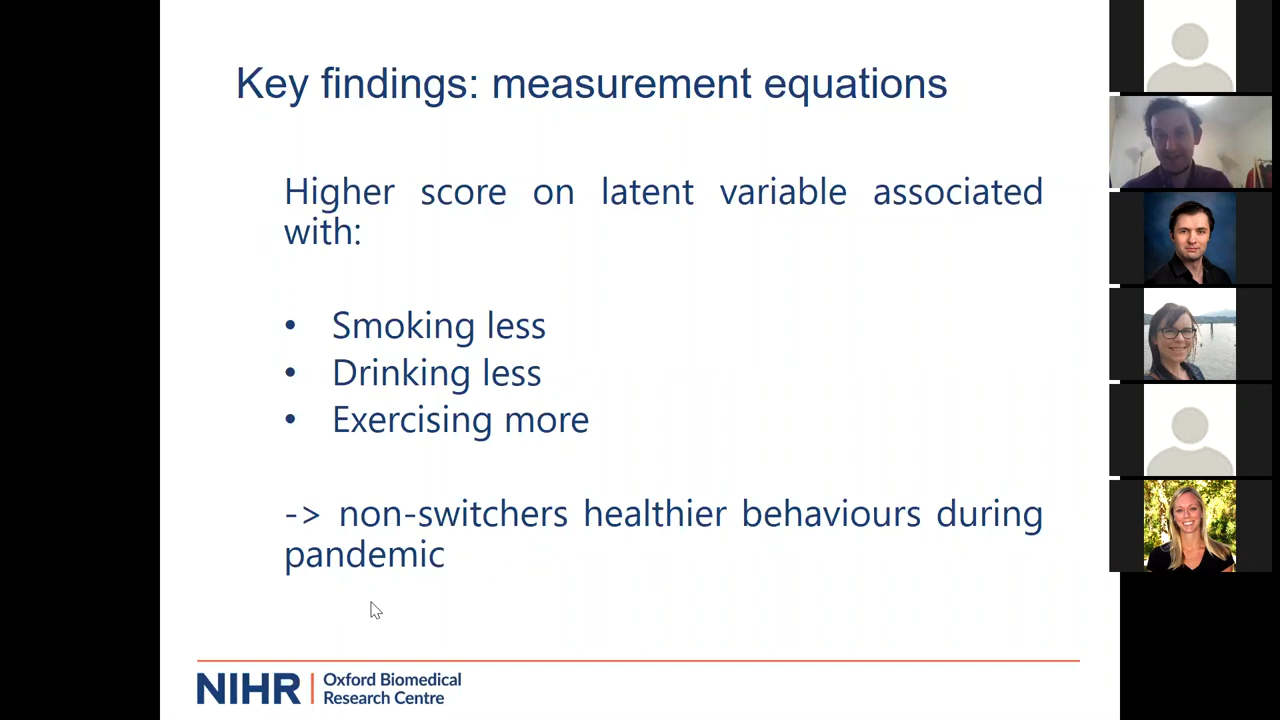 Key findings: measurement equations
Higher score on latent variable associated
with:
• Smoking less
• Drinking less
• Exercising more
-> non-switchers healthier behaviours during
pandemic
NIHR | Oxford Biomedical
Research Centre